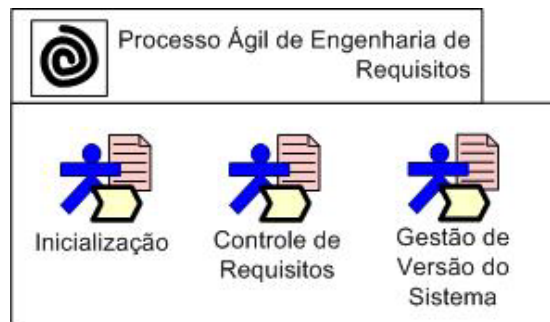 Processo Ágil de Engenharia de
Requisitos
Inicialização
Controle de
Requisitos
Gestão de
Versão do
Sistema